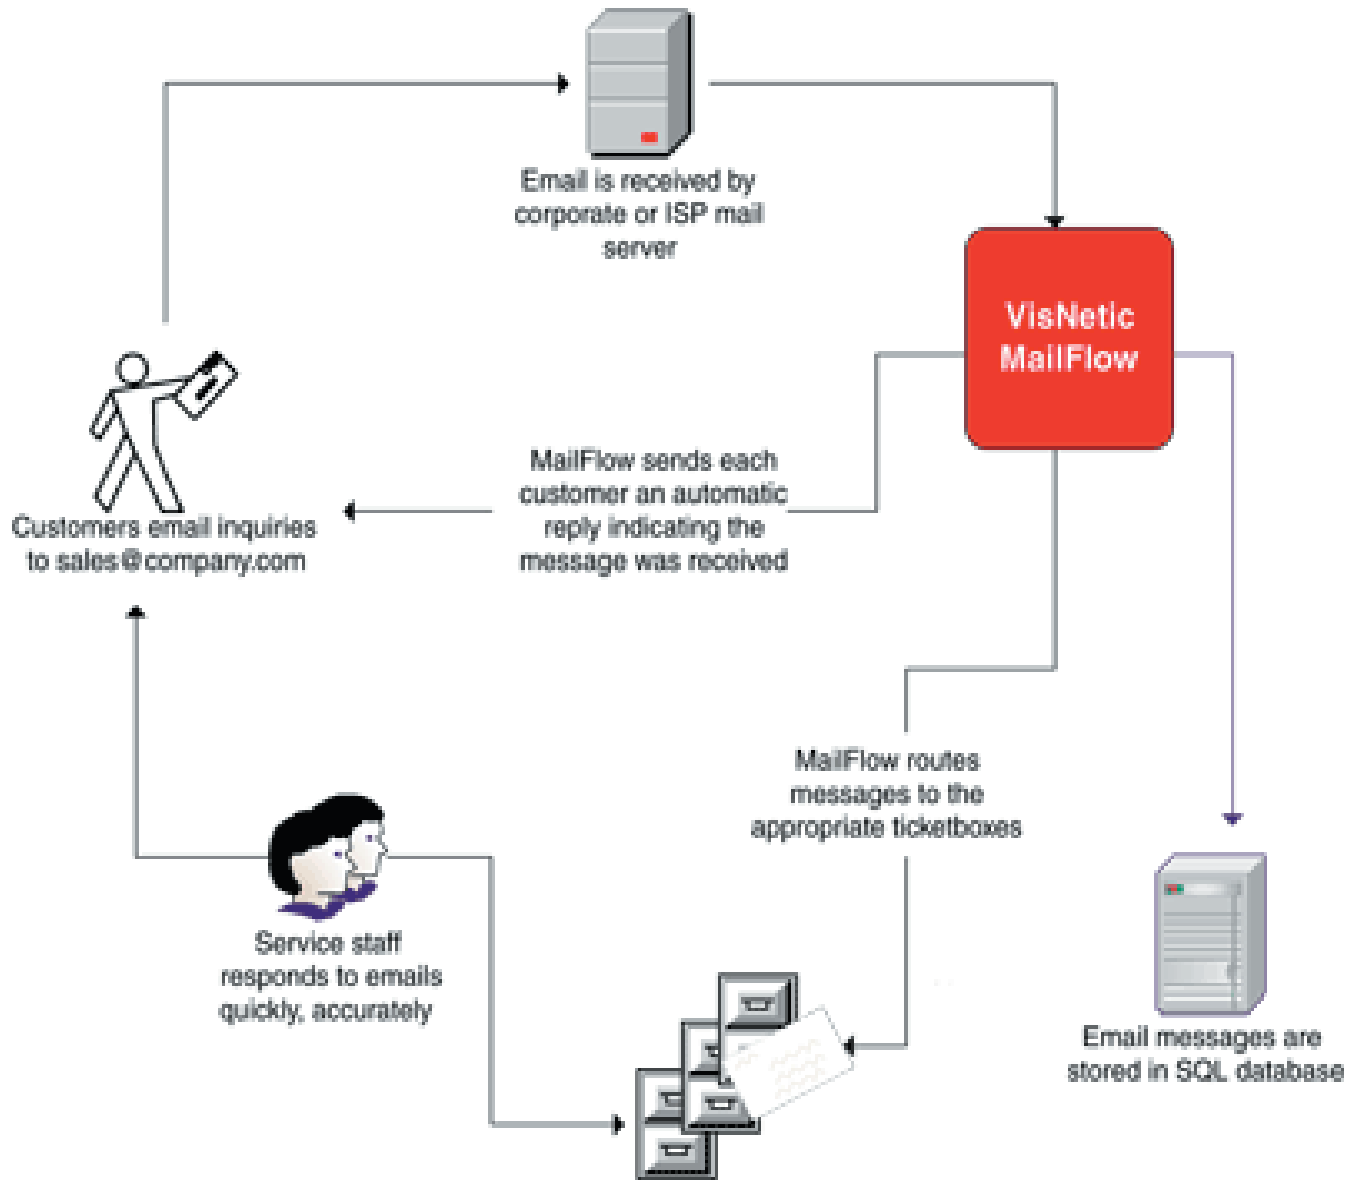 Email is received by
corporate or ISP mail
server
VisNetic
MailFlow
MailFlow sends each
customer an automatic
reply indicating the
message was received
Customers email inquiries
to sales@company.com
MailFlow routes
messages to the
appropriate ticketboxes
Service staff
responds to emails
quickly, accurately
Email messages are
stored in SQL database